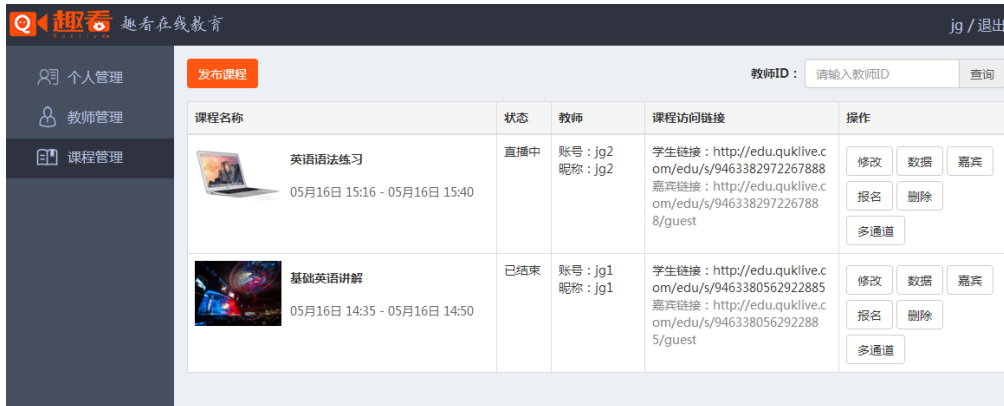 趣看 趣看在线教育
jg / 退出
Quklive
个人管理
教师管理
课程管理
发布课程
教师ID： 请输入教师ID 查询
课程名称 状态 教师 课程访问链接 操作
英语语法练习
05月16日 15:16 - 05月16日 15:40
直播中
账号：jg2
昵称：jg2
学生链接：http://edu.quklive.c
om/edu/s/9463382972267888
嘉宾链接：http://edu.quklive.c
om/edu/s/946338297226788
8/guest
修改 数据 嘉宾
报名 删除
多通道
基础英语讲解
05月16日 14:35 - 05月16日 14:50
已结束
账号：jg1
昵称：jg1
学生链接：http://edu.quklive.c
om/edu/s/9463380562922885
嘉宾链接：http://edu.quklive.c
om/edu/s/946338056292288
5/guest
修改 数据 嘉宾
报名 删除
多通道